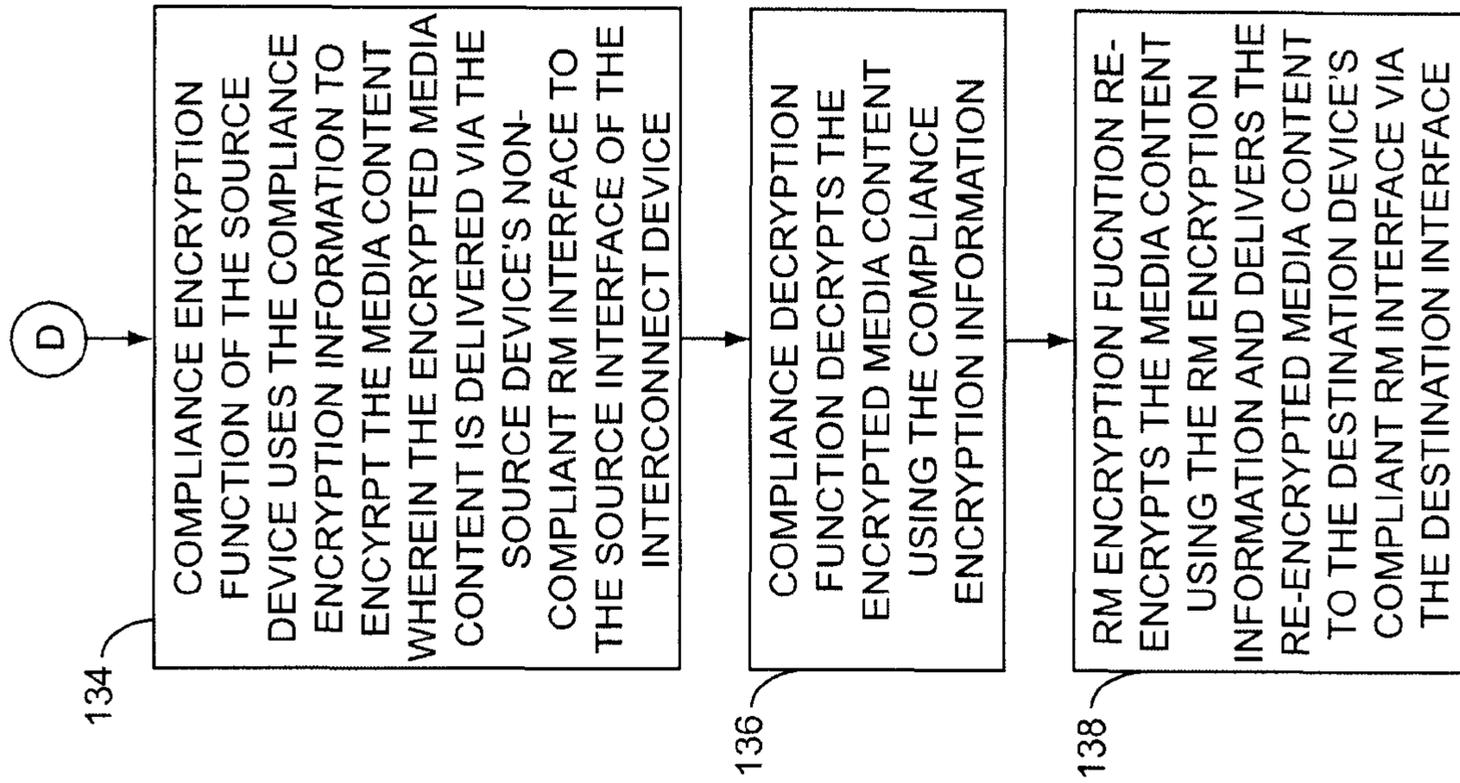 D
134
COMPLIANCE ENCRYPTION
FUNCTION OF THE SOURCE
DEVICE USES THE COMPLIANCE
ENCRYPTION INFORMATION TO
ENCYRPT THE MEDIA CONTENT
WHEREIN THE ENCRYPTED MEDIA
CONTENT IS DELIVERED VIA THE
SOURCE DEVICE'S NON-
COMPLIANT RM INTERFACE TO
THE SOURCE INTERFACE OF THE
INTERCONNECT DEVICE
136
COMPLIANCE DECRYPTION
FUNCTION DECRYPTS THE
ENCRYPTED MEDIA CONTENT
USING THE COMPLIANCE
ENCRYPTION INFORMATION
138
RM ENCRYPTION FUCNTION RE-
ENCRYPTS THE MEDIA CONTENT
USING THE RM ENCRYPTION
INFORMATION AND DELIVERS THE
RE-ENCRYPTED MEDIA CONTENT
TO THE DESTINATION DEVICE'S
COMPLIANT RM INTERFACE VIA
THE DESTINATION INTERFACE